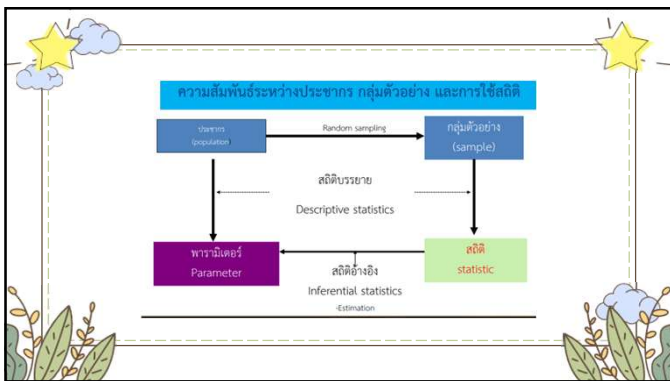 ความสัมพันธ์ระหว่างประชากร กลุ่มตัวอย่าง และการใช้สถิติ
ประชากร
(population)
Random sampling
กลุ่มตัวอย่าง
(sample)
สถิติบรรยาย
Descriptive statistics
พารามิเตอร์
Parameter
สถิติอ้างอิง
Inferential statistics
-Estimation
สถิติ
statistic